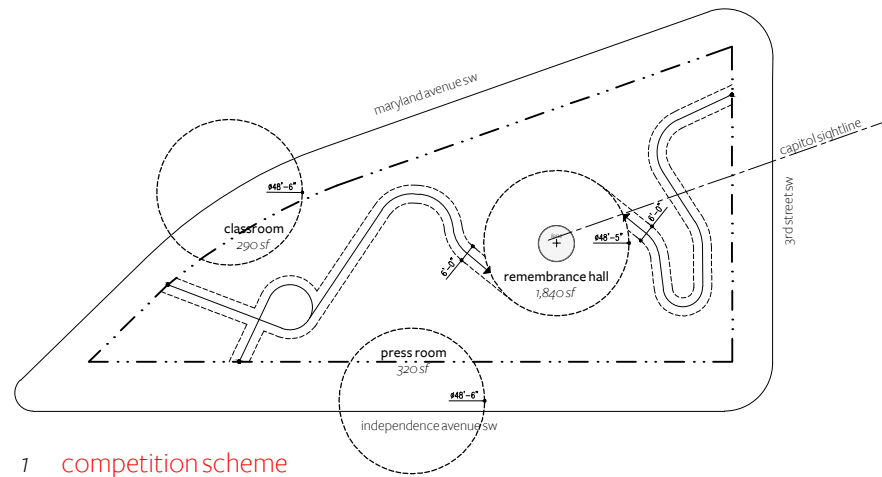 maryland avenue sw
capitol sightline
ø48'-6"
classroom
290 sf
3rd street sw
6'-0"
ø48'-5"
6'-0"
remembrance hall
1,840 sf
press room
320 sf
ø48'-6"
independence avenue sw
1 competition scheme